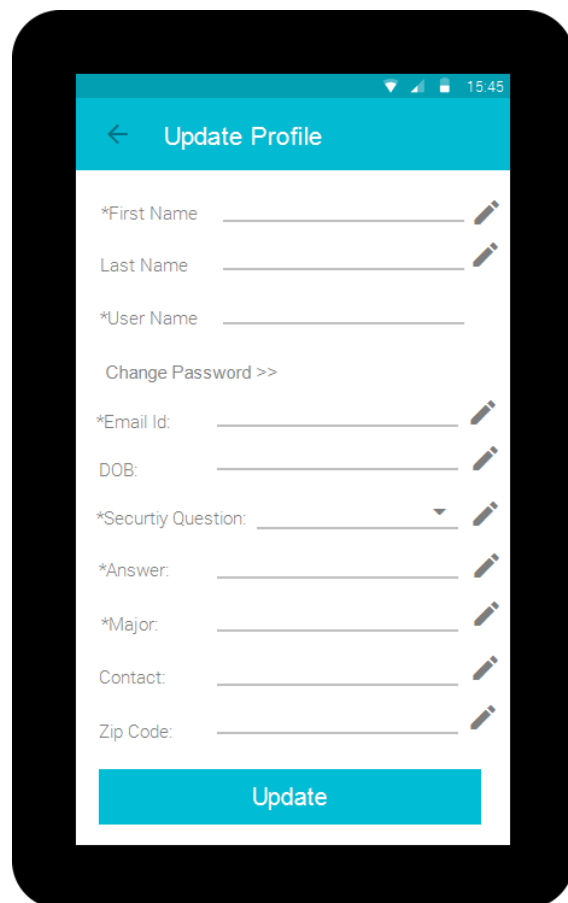 15:45
Update Profile
*First Name
Last Name
*User Name
Change Password >>
*Email Id:
DOB:
*Securtiy Question:
*Answer:
*Major:
Contact:
Zip Code:
Update